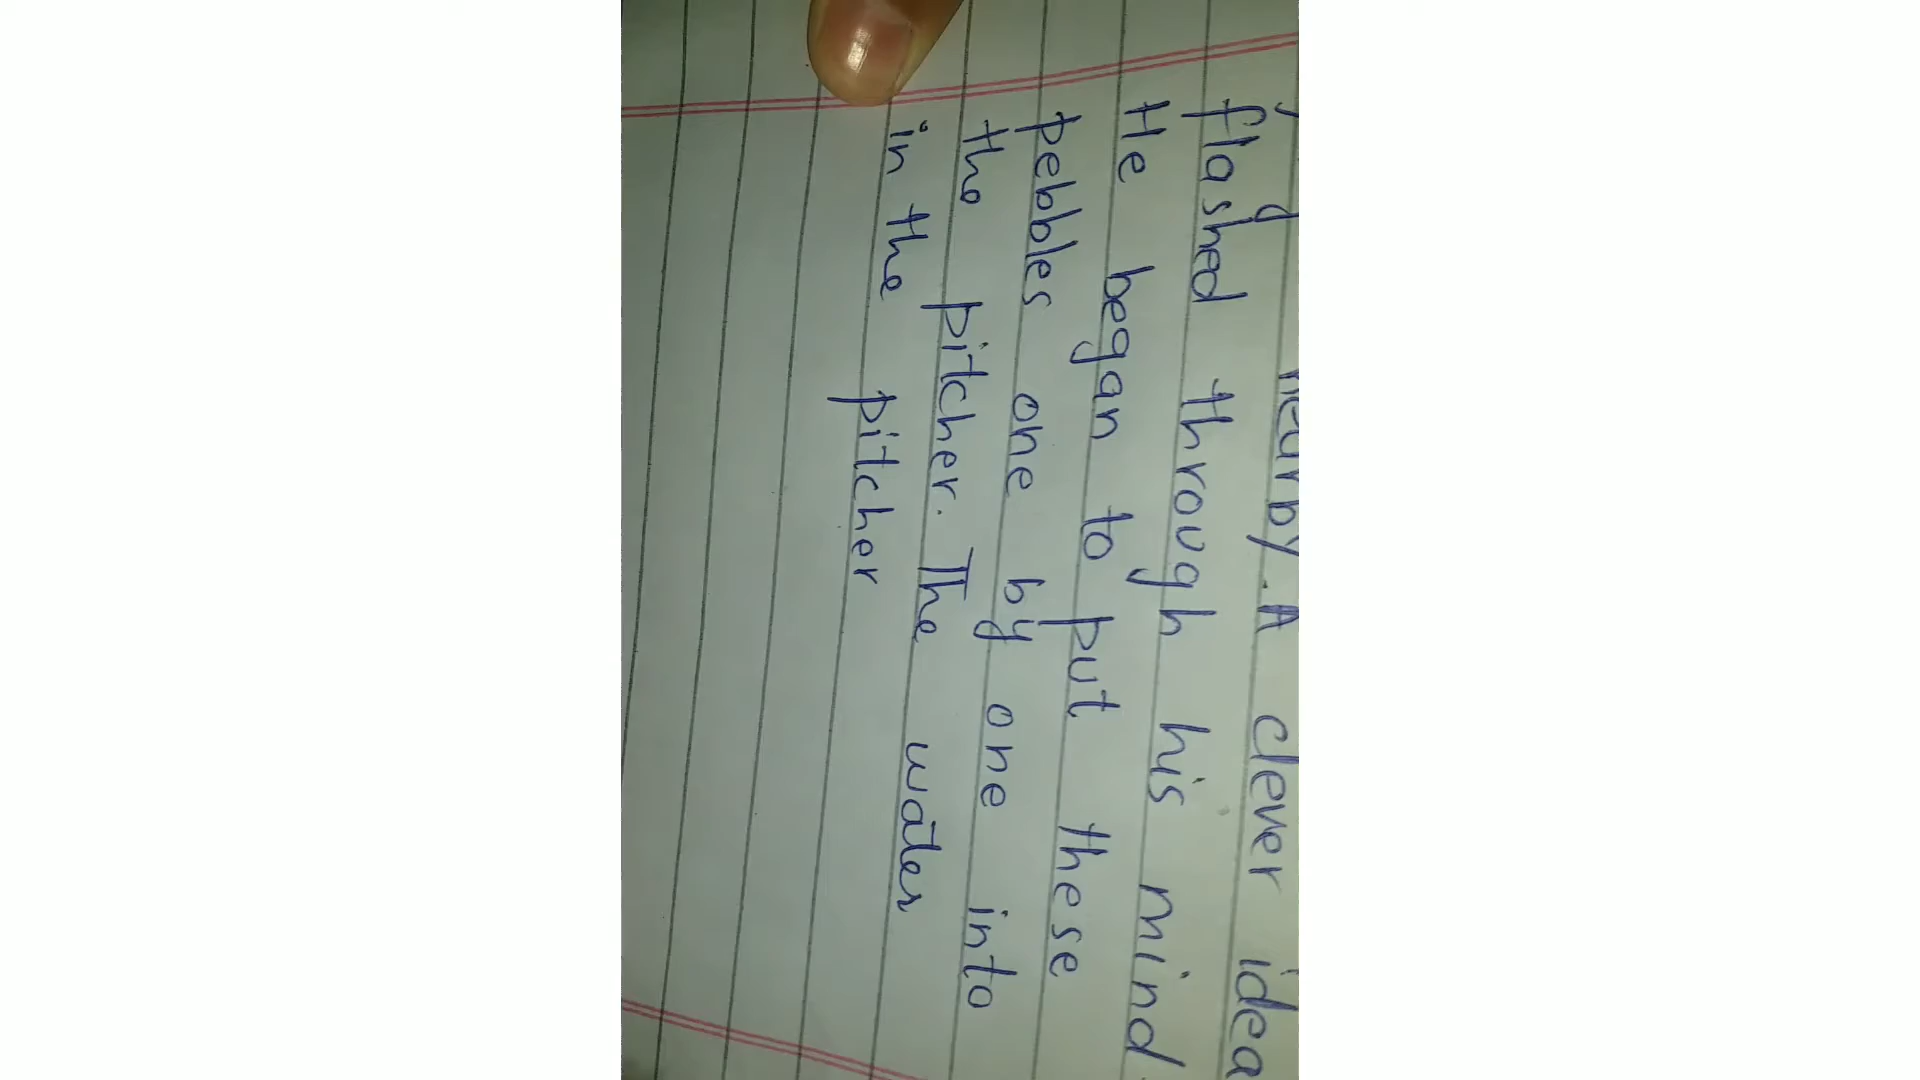 nearby. A clever idea
flashed through his mind.
He began to put these
pebbles one by one into
the pitcher. The water
in the pitcher